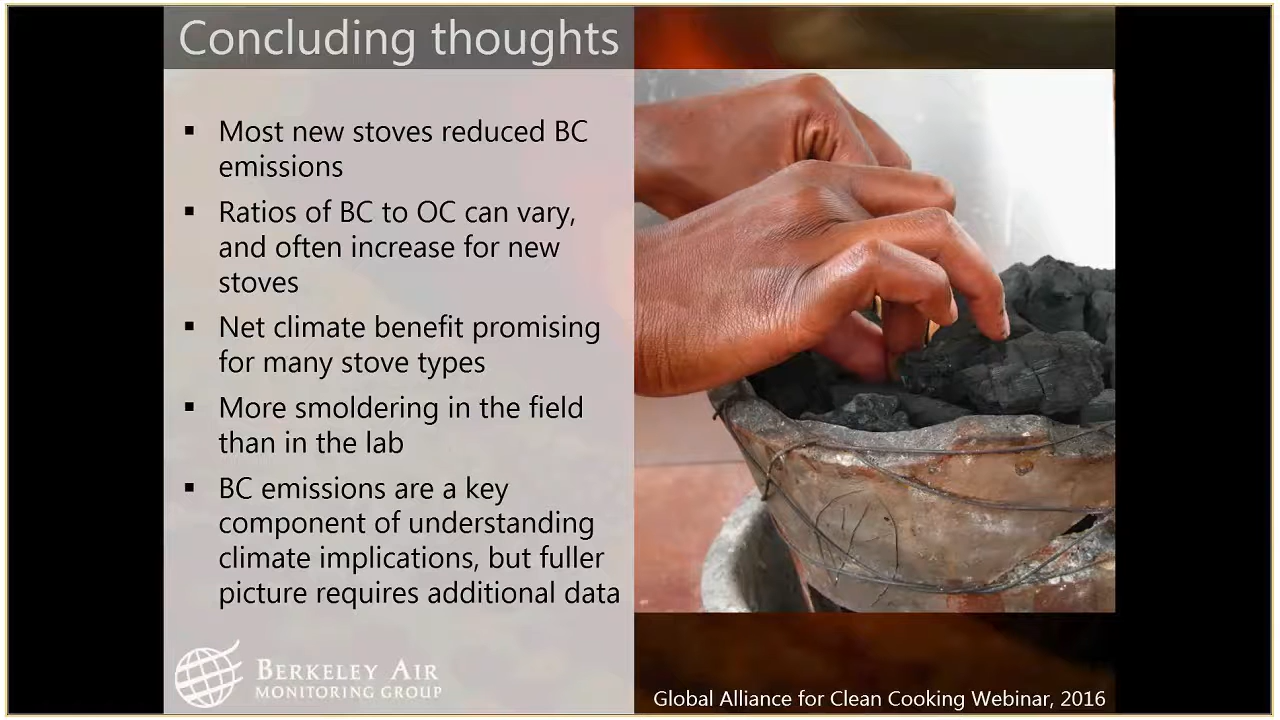 Concluding thoughts
▪ Most new stoves reduced BC
emissions
▪ Ratios of BC to OC can vary,
and often increase for new
stoves
▪ Net climate benefit promising
for many stove types
▪ More smoldering in the field
than in the lab
▪ BC emissions are a key
component of understanding
climate implications, but fuller
picture requires additional data
BERKELEY AIR
MONITORING GROUP
Global Alliance for Clean Cooking Webinar, 2016